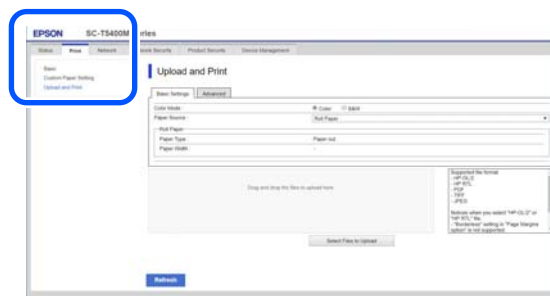 EPSON SC-T5400M Series
Status Print Network Network Security Product Security Device Management
Basic
Custom Paper Setting
Upload and Print
Upload and Print
Basic Settings Advanced
Color Mode : Color B&W
Paper Source : Roll Paper
Roll Paper
Paper Type : Paper out
Paper Width : -
Drag and drop the files to upload here.
Supported file format
- HP-GL/2
- HP RTL
- PDF
- TIFF
- JPEG
Notices when you select "HP-GL/2" or
"HP RTL" file
- "Borderless" setting in "Page Margins
option" is not supported
Select Files to Upload
Refresh